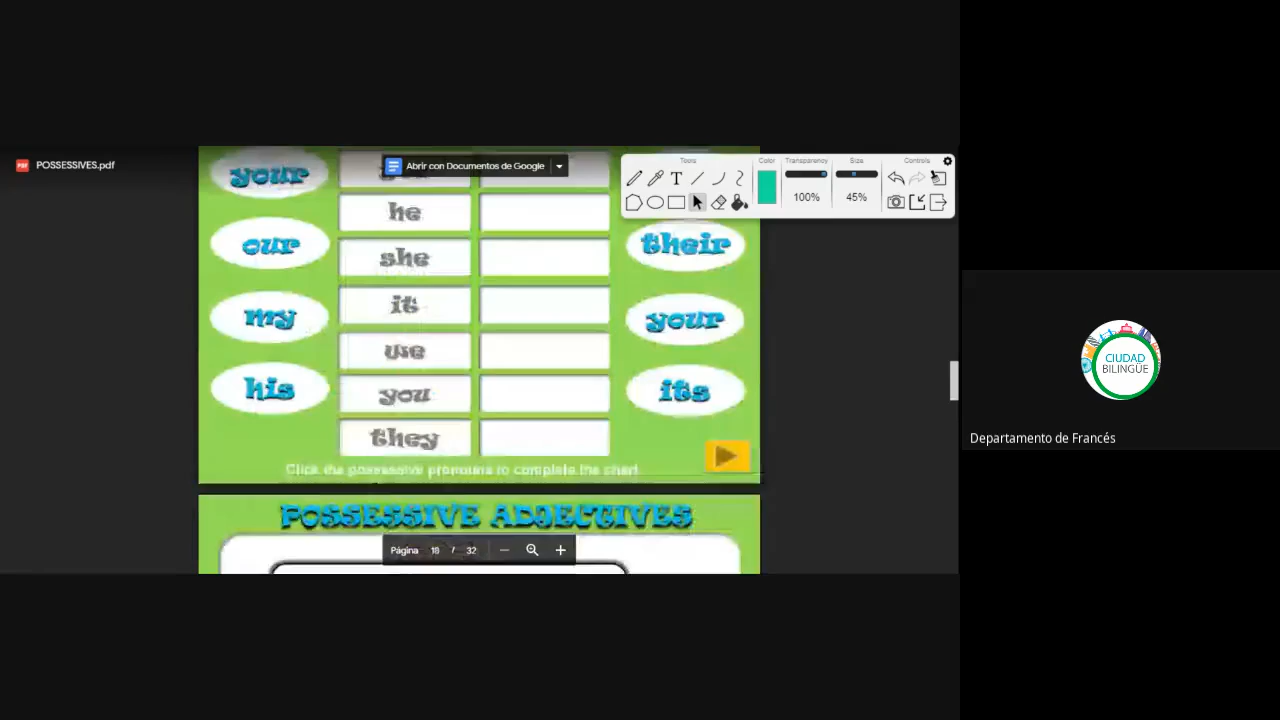 POSSESSIVES.pdf
Abrir con Documentos de Google
Tools
Color
Transparency
Size
Controls
100%
45%
your
he
our
she
their
my
it
your
we
his
you
its
they
Click the possessive pronouns to complete the chart
POSSESSIVE ADJECTIVES
Página 18 / 32
CIUDAD
BILINGÜE
Departamento de Francés